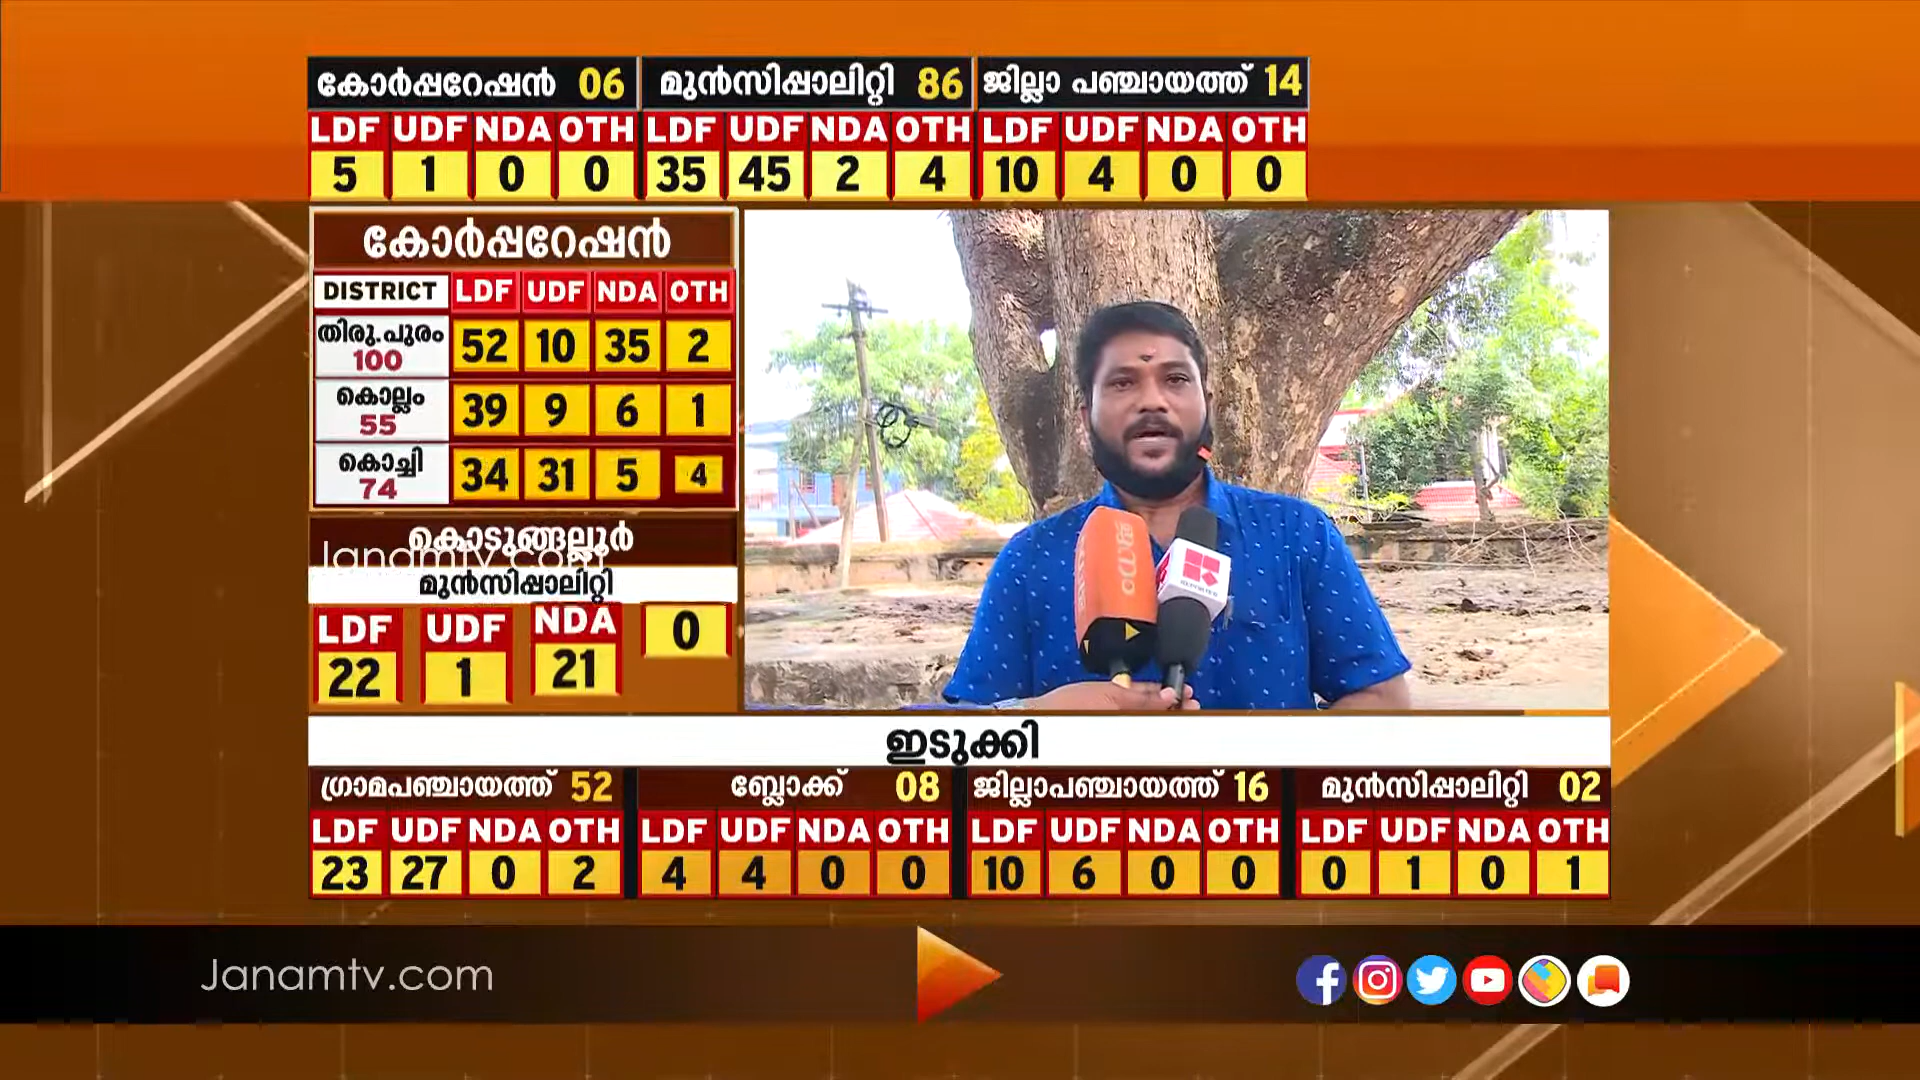 കോർപ്പറേഷൻ 06 മുൻസിപ്പാലിറ്റി 86 ജില്ലാ പഞ്ചായത്ത് 14
LDF UDF NDA OTH LDF UDF NDA OTH LDF UDF NDA OTH
5 1 0 0 35 45 2 4 10 4 0 0
കോർപ്പറേഷൻ
DISTRICT LDF UDF NDA OTH
തിരു.പുരം 100 52 10 35 2
കൊല്ലം 55 39 9 6 1
കൊച്ചി 74 34 31 5 4
കൊടുങ്ങല്ലൂർ
Janamtv.com
മുൻസിപ്പാലിറ്റി
LDF UDF NDA
22 1 21 0
REPORTER
ഇടുക്കി
ഗ്രാമപഞ്ചായത്ത് 52 ബ്ലോക്ക് 08 ജില്ലാപഞ്ചായത്ത് 16 മുൻസിപ്പാലിറ്റി 02
LDF UDF NDA OTH LDF UDF NDA OTH LDF UDF NDA OTH LDF UDF NDA OTH
23 27 0 2 4 4 0 0 10 6 0 0 0 1 0 1
Janamtv.com